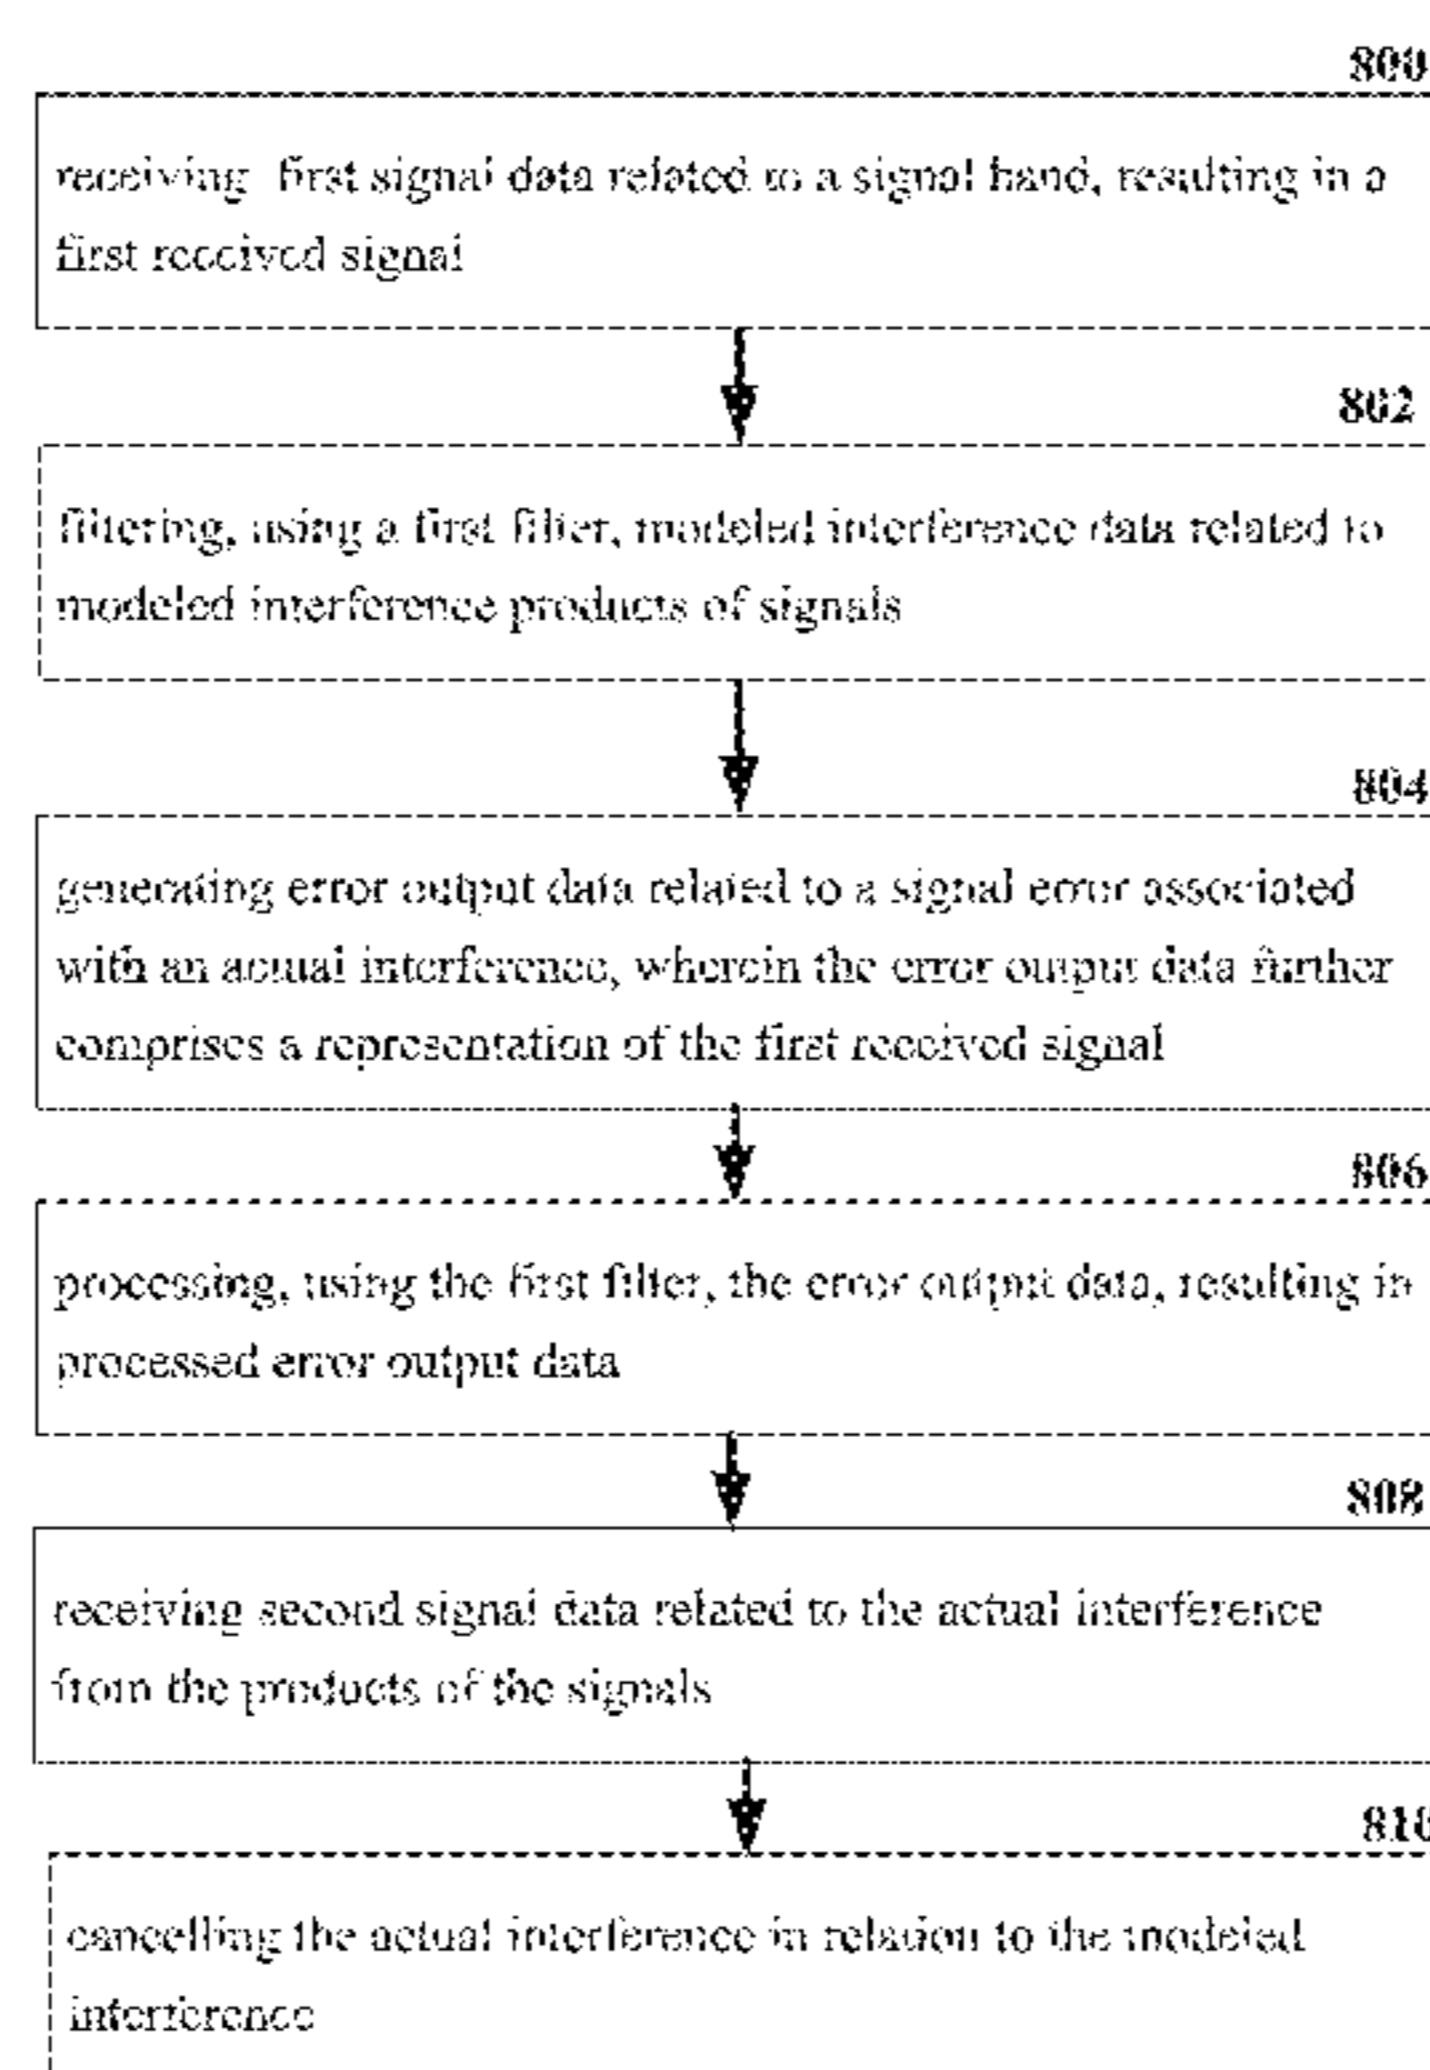 800
receiving first signal data related to a signal band, resulting in a
first received signal
802
filtering, using a first filter, modeled interference data related to
modeled interference products of signals
804
generating error output data related to a signal error associated
with an actual interference, wherein the error output data further
comprises a representation of the first received signal
806
processing, using the first filter, the error output data, resulting in
processed error output data
808
receiving second signal data related to the actual interference
from the products of the signals
810
cancelling the actual interference in relation to the modeled
interference